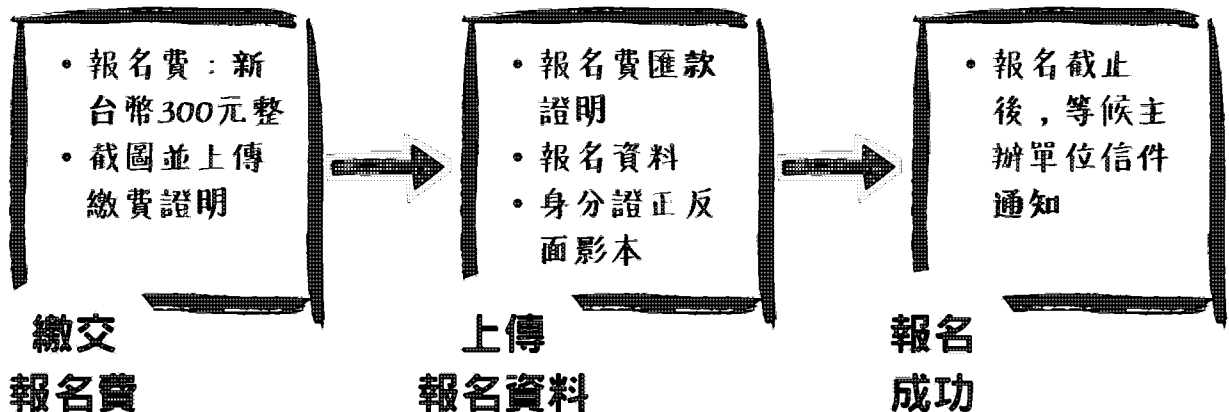 • 報名費：新
台幣300元整
• 截圖並上傳
繳費證明
繳交
報名費
• 報名費匯款
證明
• 報名資料
• 身分證正反
面影本
上傳
報名資料
• 報名截止
後，等候主
辦單位信件
通知
報名
成功